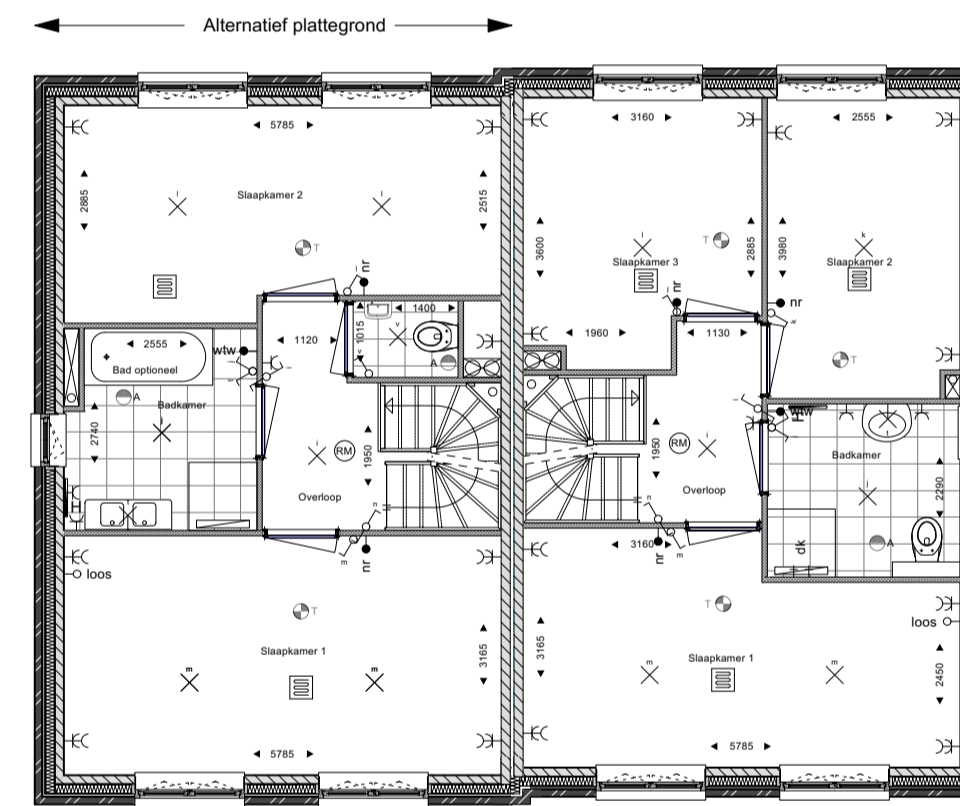 Alternatief plattegrond
5785
3160
2555
2885
Slaapkamer 2
2515
3600
2885
3980
T
T
Slaapkamer 3
Slaapkamer 2
nr
nr
nr
1400
1015
1960
1130
2555
wtw
1120
T
Bad optioneel
A
A
Badkamer
2740
RM
1950
1950
RM
wtw
Badkamer
Overloop
Overloop
2290
m
nr
3160
nr
m
dk
A
loos
T
T
loos
Slaapkamer 1
3165
3165
Slaapkamer 1
2450
m
m
m
m
5785
5785